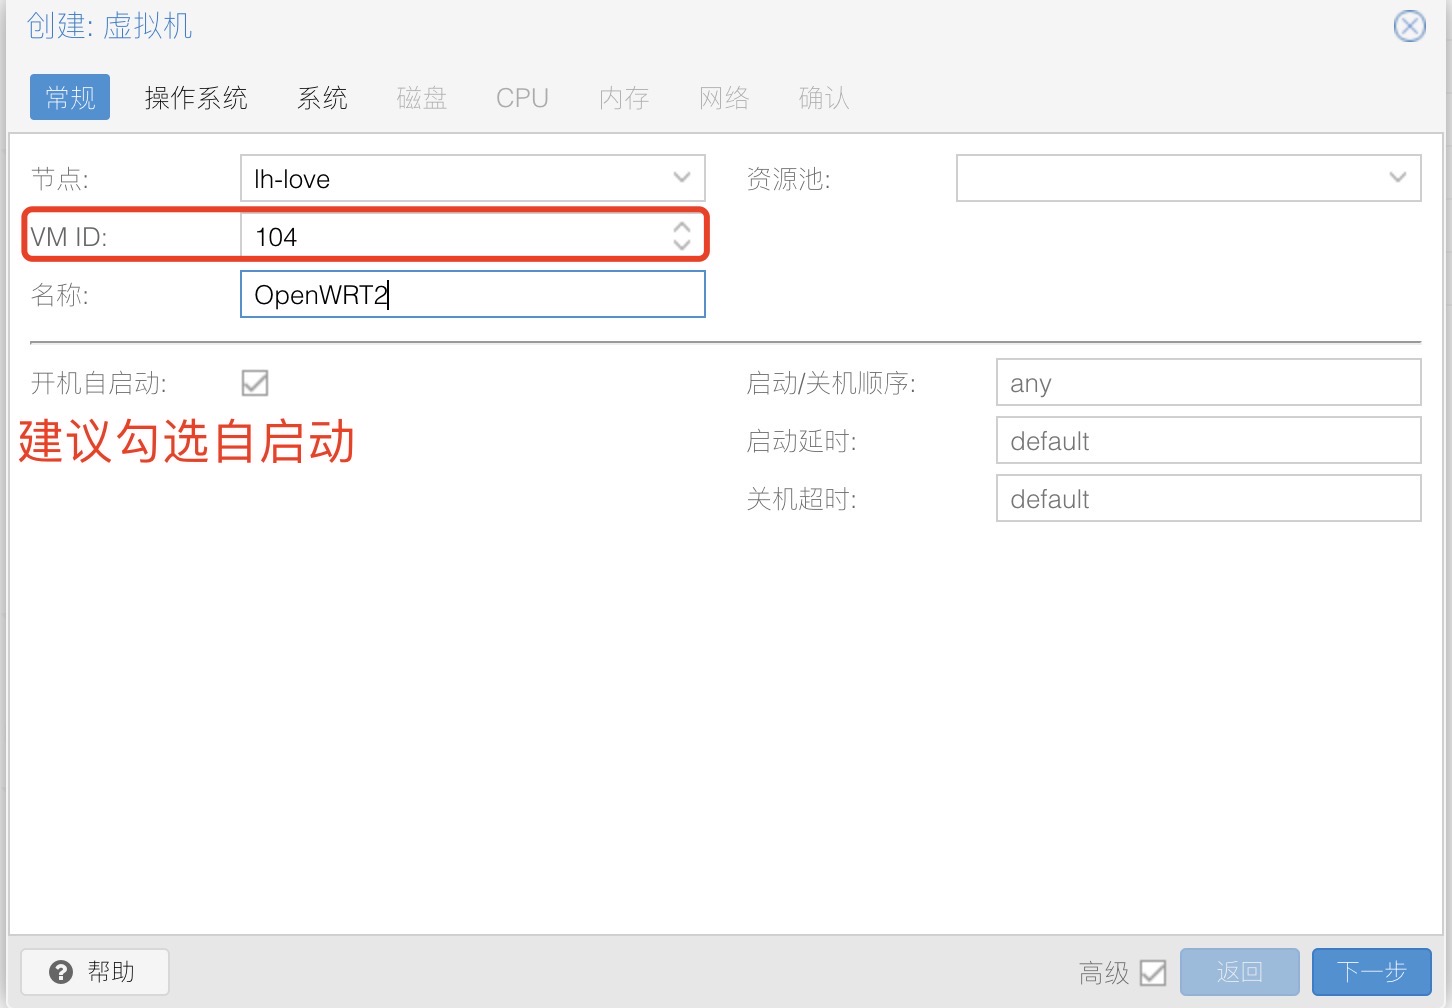 创建: 虚拟机
常规 操作系统 系统 磁盘 CPU 内存 网络 确认
节点: lh-love 资源池:
VM ID: 104
名称: OpenWRT2
开机自启动: 启动/关机顺序: any
建议勾选自启动
启动延时: default
关机超时: default
帮助 高级 返回 下一步